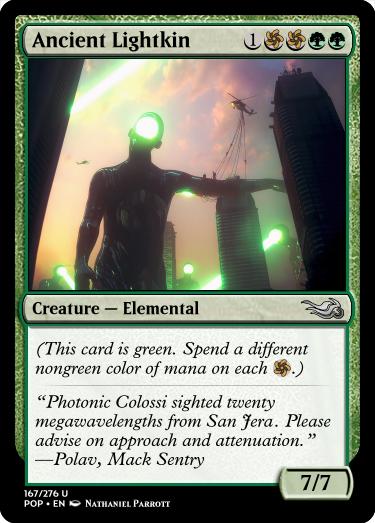 Ancient Lightkin 1
Creature — Elemental
(This card is green. Spend a different
nongreen color of mana on each .)
“Photonic Colossi sighted twenty
megawavelengths from San Jera. Please
advise on approach and attenuation.”
—Polav, Mack Sentry
7/7
167/276 U
POP • EN NATHANIEL PARROTT